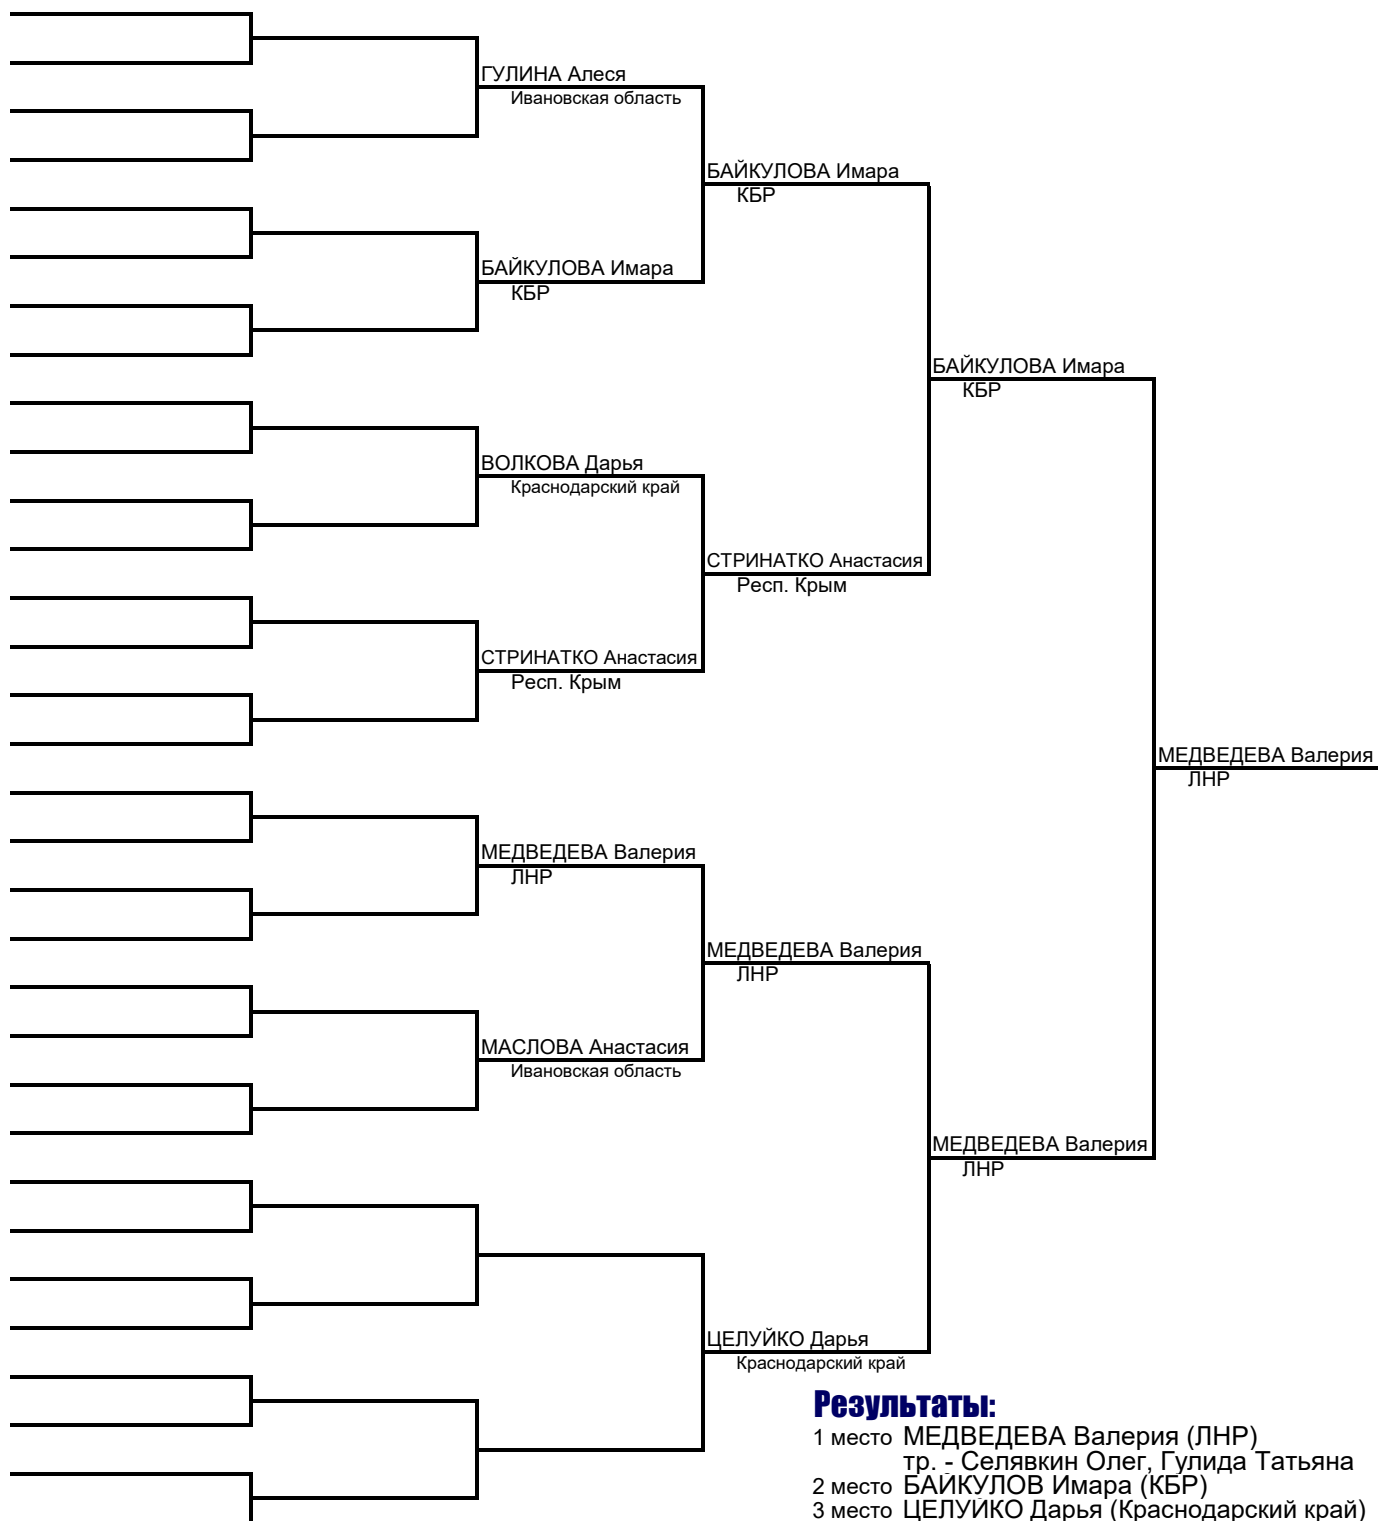 ГУЛИНА Алеся
Ивановская область
БАЙКУЛОВА Имара
КБР
БАЙКУЛОВА Имара
КБР
БАЙКУЛОВА Имара
КБР
ВОЛКОВА Дарья
Краснодарский край
СТРИНАТКО Анастасия
Респ. Крым
СТРИНАТКО Анастасия
Респ. Крым
МЕДВЕДЕВА Валерия
ЛНР
МЕДВЕДЕВА Валерия
ЛНР
МЕДВЕДЕВА Валерия
ЛНР
МАСЛОВА Анастасия
Ивановская область
МЕДВЕДЕВА Валерия
ЛНР
ЦЕЛУЙКО Дарья
Краснодарский край
Результаты:
1 место МЕДВЕДЕВА Валерия (ЛНР)
тр. - Селявкин Олег, Гулида Татьяна
2 место БАЙКУЛОВ Имара (КБР)
3 место ЦЕЛУЙКО Дарья (Краснодарский край)